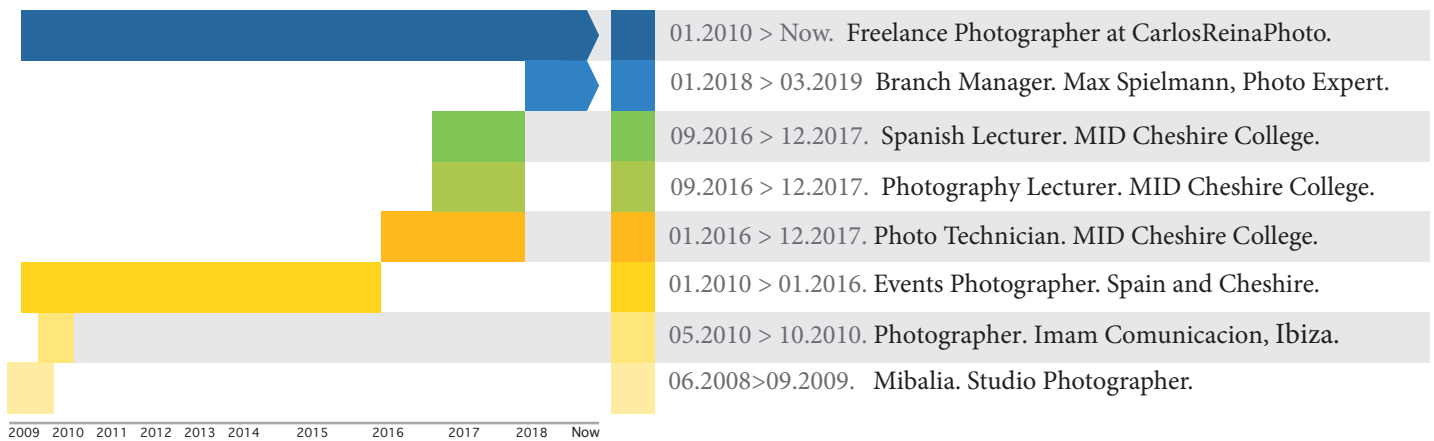 01.2010 > Now. Freelance Photographer at CarlosReinaPhoto.
01.2018 > 03.2019 Branch Manager. Max Spielmann, Photo Expert.
09.2016 > 12.2017. Spanish Lecturer. MID Cheshire College.
09.2016 > 12.2017. Photography Lecturer. MID Cheshire College.
01.2016 > 12.2017. Photo Technician. MID Cheshire College.
01.2010 > 01.2016. Events Photographer. Spain and Cheshire.
05.2010 > 10.2010. Photographer. Imam Comunicacion, Ibiza.
06.2008>09.2009. Mibalia. Studio Photographer.
2009 2010 2011 2012 2013 2014 2015 2016 2017 2018 Now